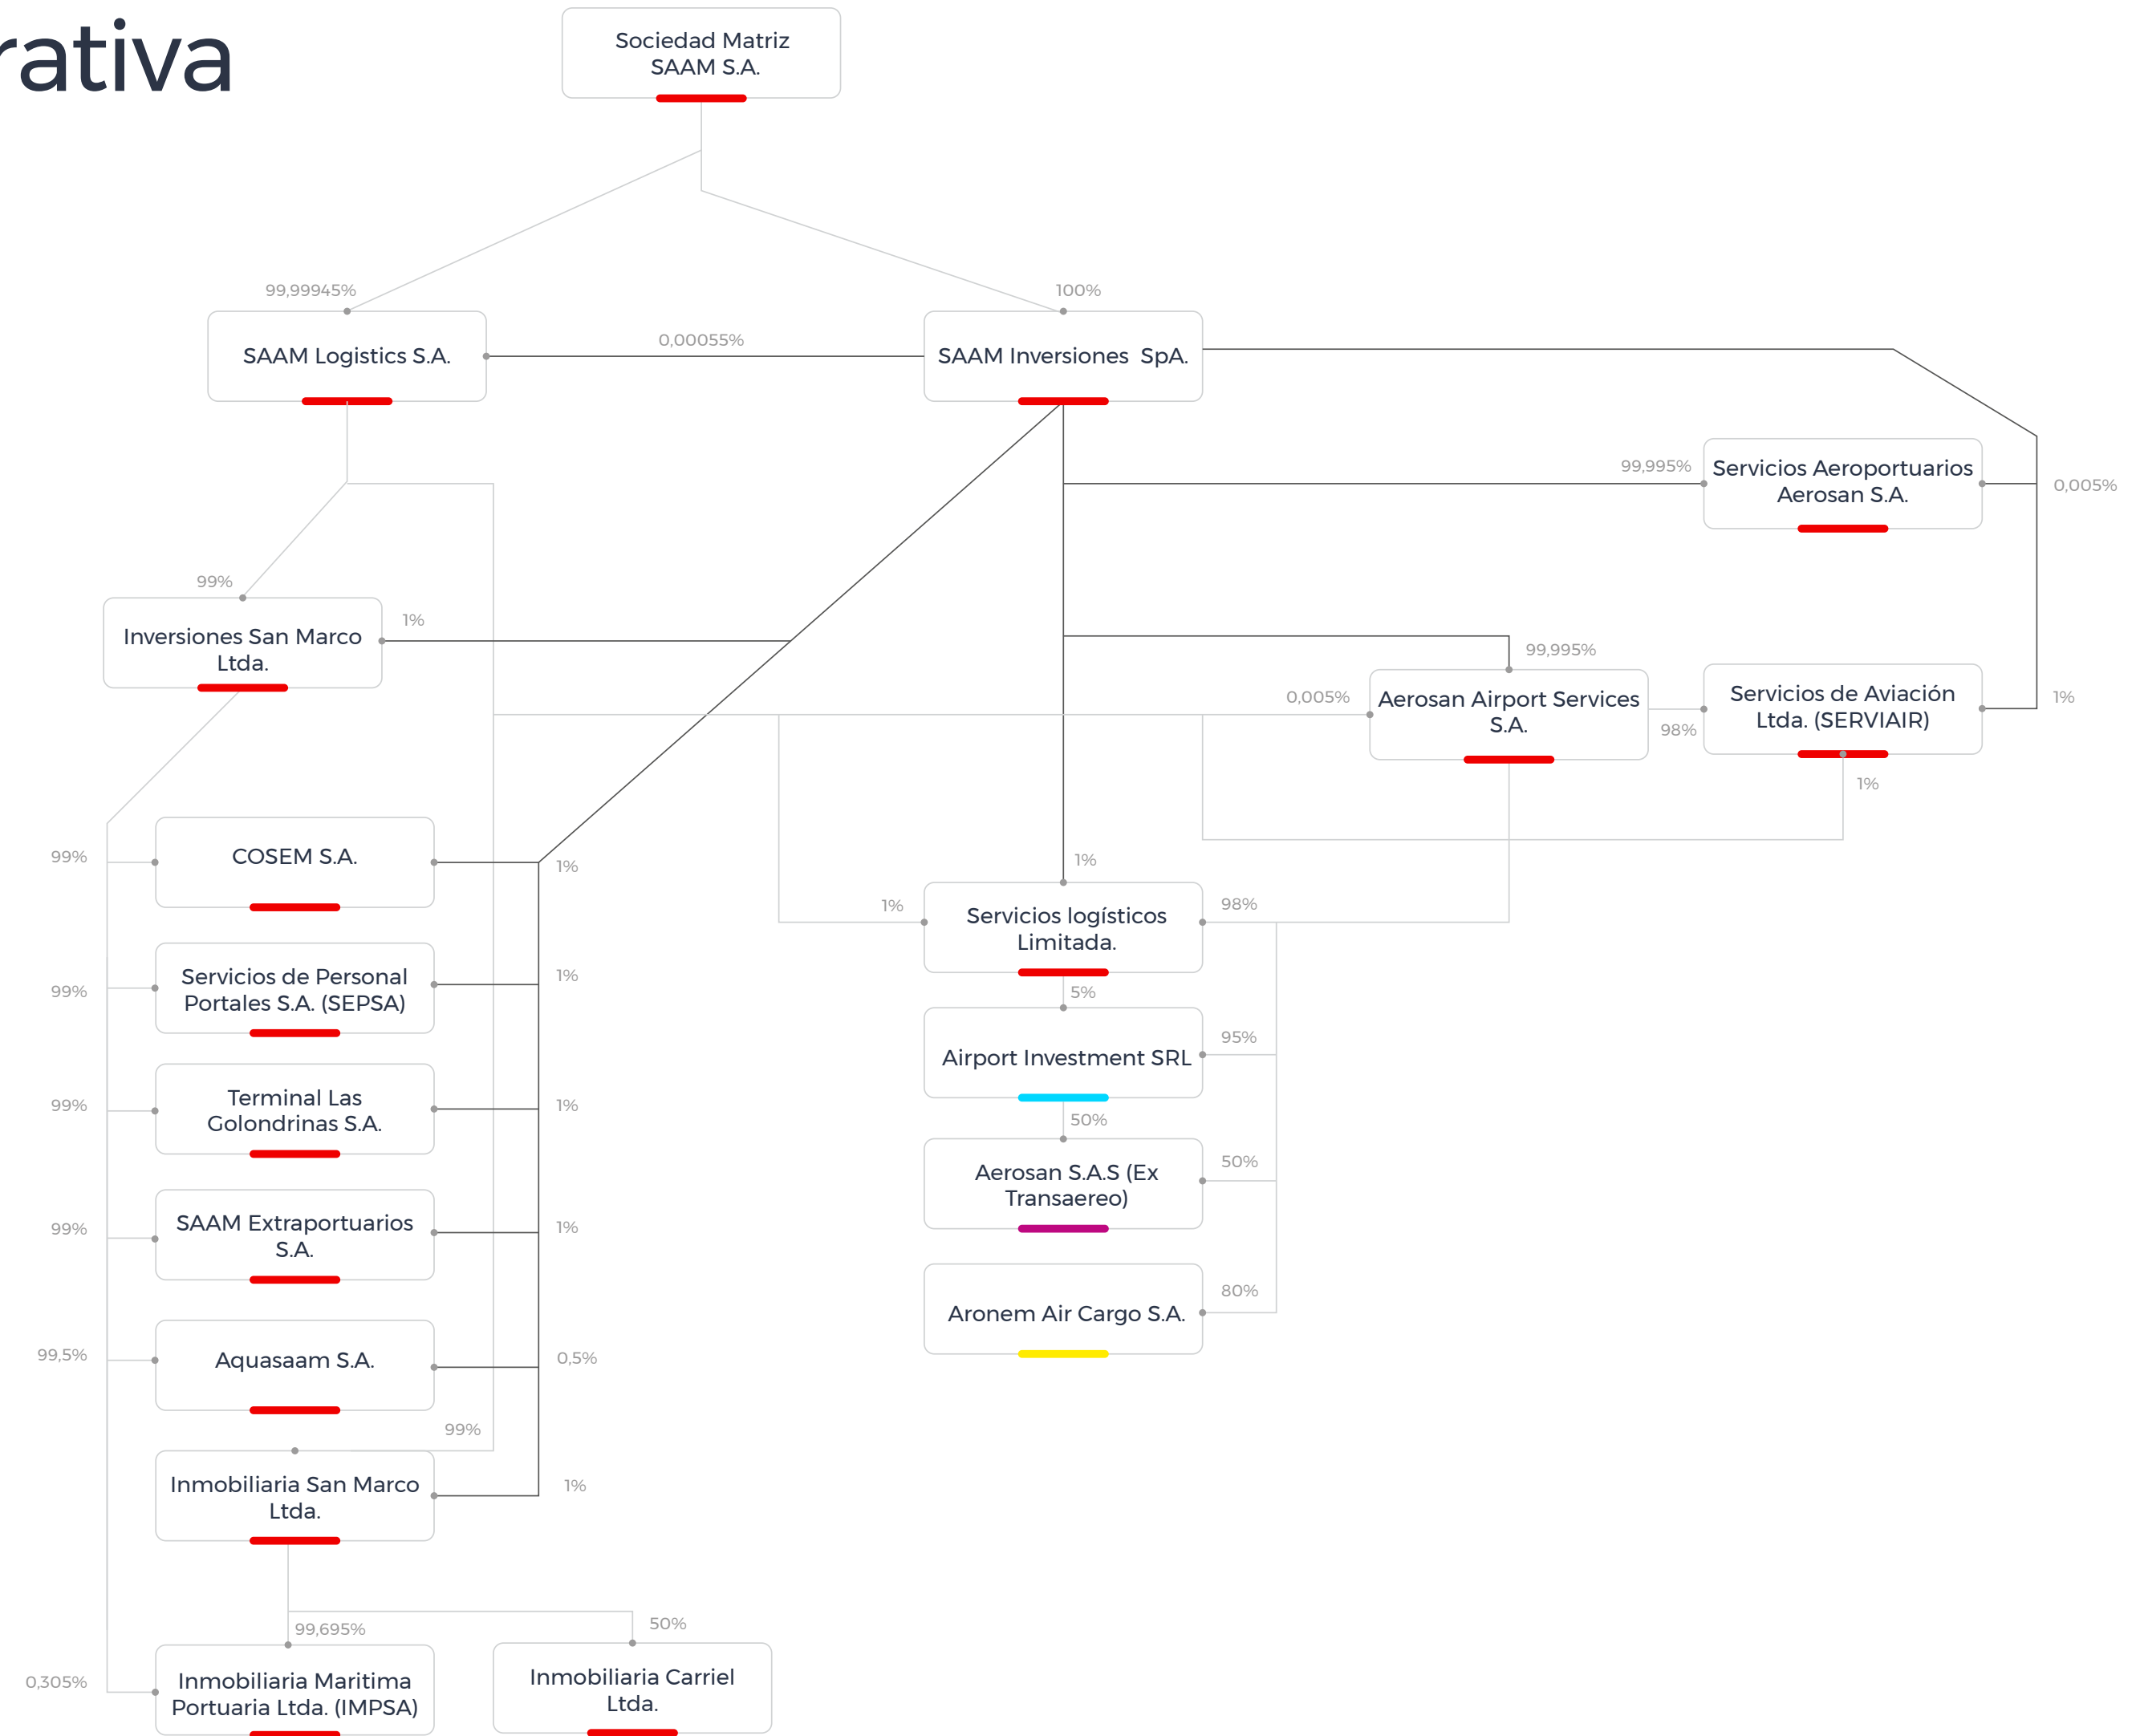 rativa
Sociedad Matriz
SAAM S.A.
99,99945%
100%
SAAM Logistics S.A.
0,00055%
SAAM Inversiones  SpA.
99,995%
Servicios Aeroportuarios
Aerosan S.A.
0,005%
99%
Inversiones San Marco
Ltda.
1%
99,995%
0,005%
Aerosan Airport Services
S.A.
98%
Servicios de Aviación
Ltda. (SERVIAIR)
1%
1%
99%
COSEM S.A.
1%
1%
1%
Servicios logísticos
Limitada.
98%
99%
Servicios de Personal
Portales S.A. (SEPSA)
1%
5%
Airport Investment SRL
95%
99%
Terminal Las
Golondrinas S.A.
1%
50%
Aerosan S.A.S (Ex
Transaereo)
50%
99%
SAAM Extraportuarios
S.A.
1%
Aronem Air Cargo S.A.
80%
99,5%
Aquasaam S.A.
0,5%
99%
Inmobiliaria San Marco
Ltda.
1%
99,695%
50%
0,305%
Inmobiliaria Maritima
Portuaria Ltda. (IMPSA)
Inmobiliaria Carriel
Ltda.